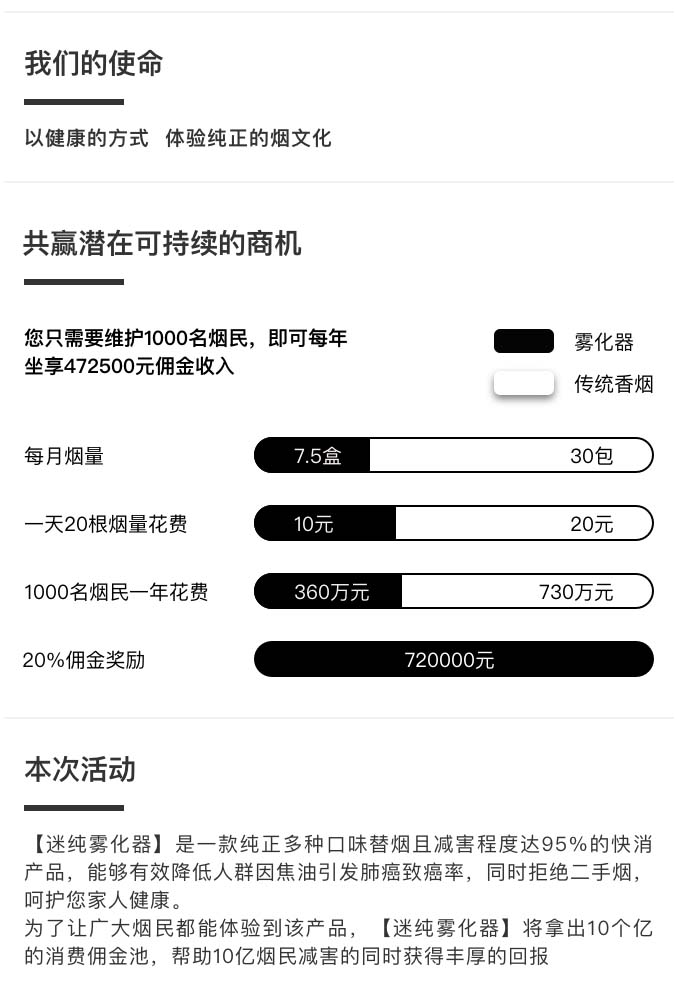 我们的使命
以健康的方式 体验纯正的烟文化
共赢潜在可持续的商机
您只需要维护1000名烟民，即可每年
坐享472500元佣金收入
雾化器
传统香烟
每月烟量 7.5盒 30包
一天20根烟量花费 10元 20元
1000名烟民一年花费 360万元 730万元
20%佣金奖励 720000元
本次活动
【迷纯雾化器】是一款纯正多种口味替烟且减害程度达95%的快消
产品，能够有效降低人群因焦油引发肺癌致癌率，同时拒绝二手烟，
呵护您家人健康。
为了让广大烟民都能体验到该产品，【迷纯雾化器】将拿出10个亿
的消费佣金池，帮助10亿烟民减害的同时获得丰厚的回报